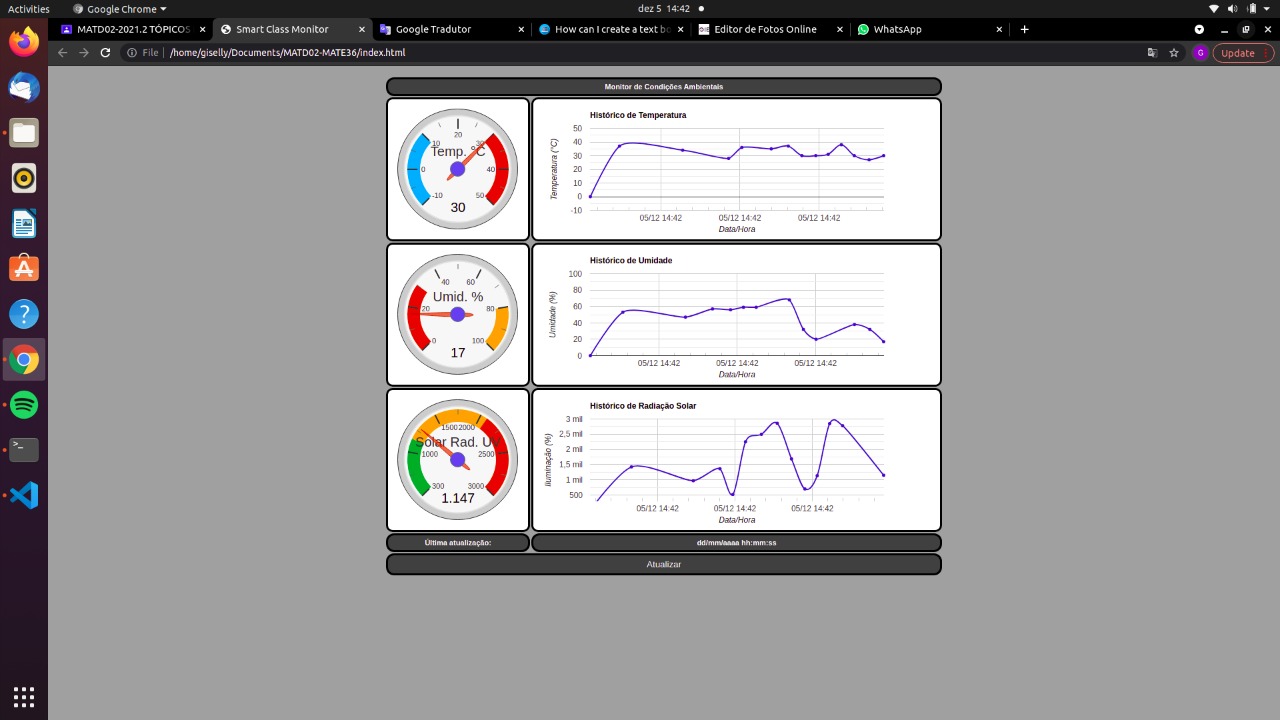 Activities
Google Chrome
dez 5 14:42
MATD02-2021.2 TÓPICOS
Smart Class Monitor
Google Tradutor
How can I create a text bo
Editor de Fotos Online
WhatsApp
File
/home/giselly/Documents/MATD02-MATE36/index.html
G
Update
Monitor de Condições Ambientais
-10
0
10
20
30
40
50
Temp. °C
30
Histórico de Temperatura
50
40
30
20
10
0
-10
Temperatura (°C)
05/12 14:42 05/12 14:42 05/12 14:42
Data/Hora
0
20
40
60
80
100
Umid. %
17
Histórico de Umidade
100
80
60
40
20
0
Umidade (%)
05/12 14:42 05/12 14:42 05/12 14:42
Data/Hora
300
1000
1500
2000
2500
3000
Solar Rad. UV
1.147
Histórico de Radiação Solar
3 mil
2,5 mil
2 mil
1,5 mil
1 mil
500
Iluminação (%)
05/12 14:42 05/12 14:42 05/12 14:42
Data/Hora
Última atualização:
dd/mm/aaaa hh:mm:ss
Atualizar